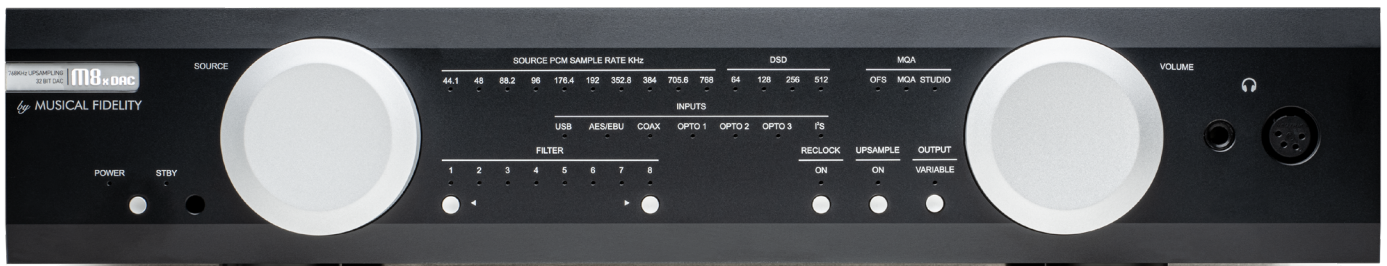 768KHz UPSAMPLING
32 BIT DAC
M8x DAC
by MUSICAL FIDELITY
POWER STBY
SOURCE
SOURCE PCM SAMPLE RATE KHz DSD MQA
44.1 48 88.2 96 176.4 192 352.8 384 705.6 768 64 128 256 512 OFS MQA STUDIO
INPUTS
USB AES/EBU COAX OPTO 1 OPTO 2 OPTO 3 I²S
FILTER RECLOCK UPSAMPLE OUTPUT
1 2 3 4 5 6 7 8 ON ON VARIABLE
VOLUME